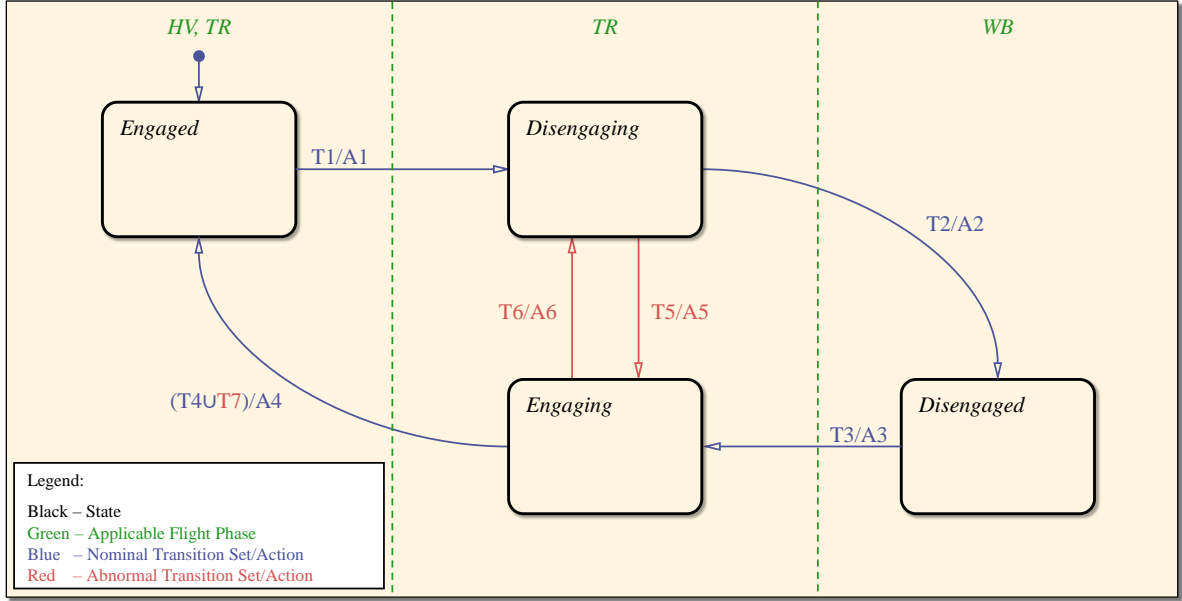 HV, TR
TR
WB
Engaged
Disengaging
T1/A1
T2/A2
T6/A6
T5/A5
(T4∪T7)/A4
Engaging
Disengaged
T3/A3
Legend:
Black – State
Green – Applicable Flight Phase
Blue – Nominal Transition Set/Action
Red – Abnormal Transition Set/Action